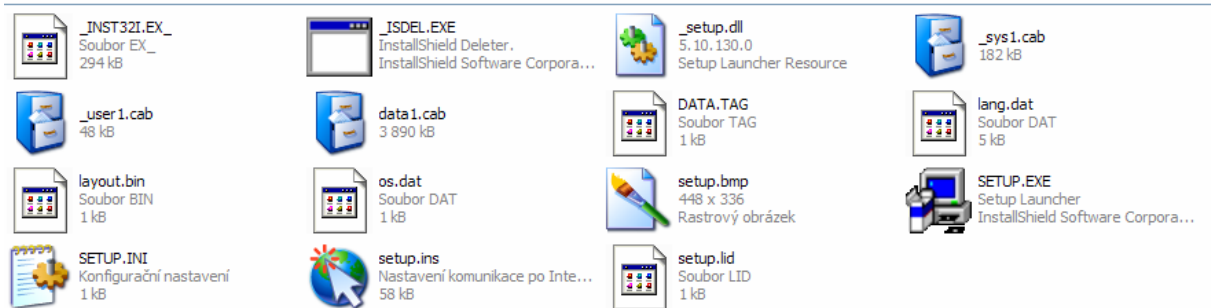 _INST32I.EX_
Soubor EX_
294 kB
_ISDEL.EXE
InstallShield Deleter.
InstallShield Software Corpora...
_setup.dll
5.10.130.0
Setup Launcher Resource
_sys1.cab
182 kB
_user1.cab
48 kB
data1.cab
3 890 kB
DATA.TAG
Soubor TAG
1 kB
lang.dat
Soubor DAT
5 kB
layout.bin
Soubor BIN
1 kB
os.dat
Soubor DAT
1 kB
setup.bmp
448 x 336
Rastrový obrázek
SETUP.EXE
Setup Launcher
InstallShield Software Corpora...
SETUP.INI
Konfigurační nastavení
1 kB
setup.ins
Nastavení komunikace po Inte...
58 kB
setup.lid
Soubor LID
1 kB